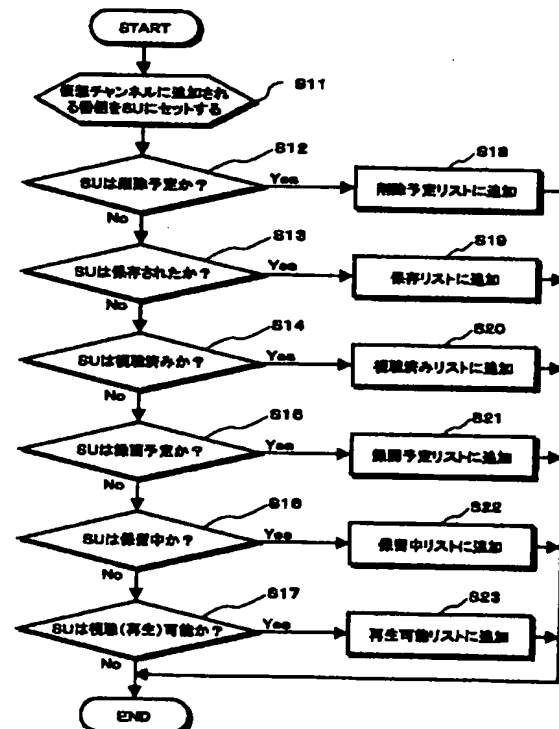 START
S11
仮想チャンネルに追加され
る番組をSUにセットする
S12
SUは削除予定か？
Yes
S18
削除予定リストに追加
No
S13
SUは保存されたか？
Yes
S19
保存リストに追加
No
S14
SUは視聴済みか？
Yes
S20
視聴済みリストに追加
No
S15
SUは録画予定か？
Yes
S21
録画予定リストに追加
No
S16
SUは保留中か？
Yes
S22
保留中リストに追加
No
S17
SUは視聴(再生)可能か？
Yes
S23
再生可能リストに追加
No
END